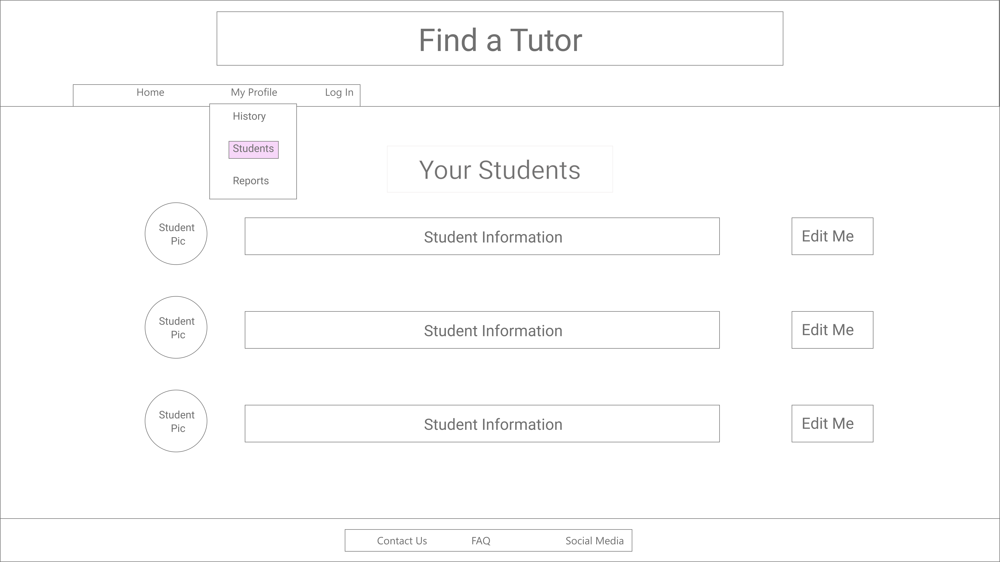 Find a Tutor
Home My Profile Log In
History
Students
Reports
Your Students
Student
Pic
Student Information
Edit Me
Student
Pic
Student Information
Edit Me
Student
Pic
Student Information
Edit Me
Contact Us FAQ Social Media